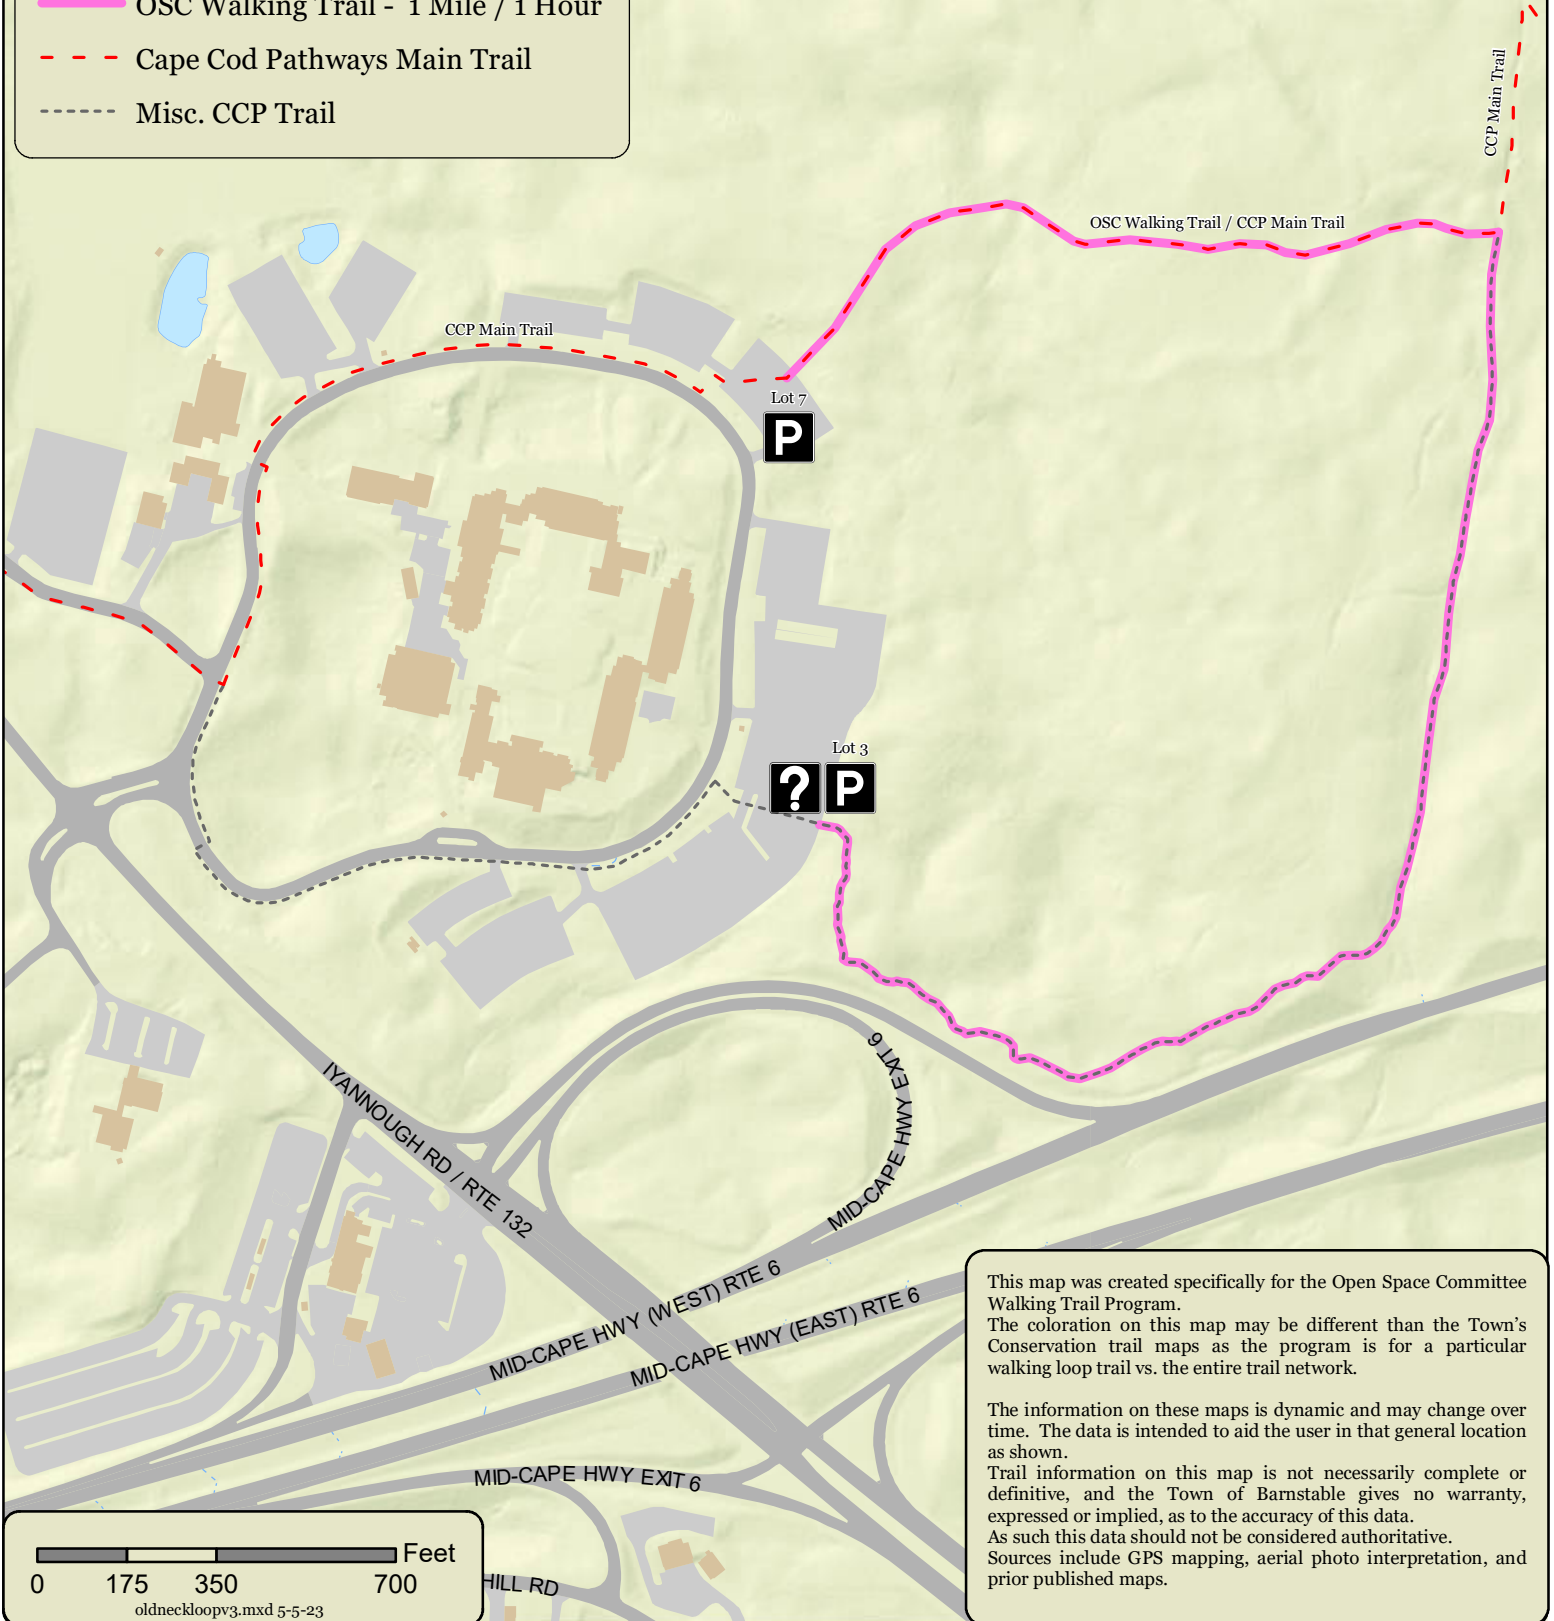 OSC Walking Trail - 1 Mile / 1 Hour
Cape Cod Pathways Main Trail
Misc. CCP Trail
CCP Main Trail
OSC Walking Trail / CCP Main Trail
CCP Main Trail
Lot 7
P
Lot 3
? P
MID-CAPE HWY EXIT 6
IYANNOUGH RD / RTE 132
MID-CAPE HWY (WEST) RTE 6
MID-CAPE HWY (EAST) RTE 6
MID-CAPE HWY EXIT 6
HILL RD
This map was created specifically for the Open Space Committee
Walking Trail Program.
The coloration on this map may be different than the Town's
Conservation trail maps as the program is for a particular
walking loop trail vs. the entire trail network.
The information on these maps is dynamic and may change over
time. The data is intended to aid the user in that general location
as shown.
Trail information on this map is not necessarily complete or
definitive, and the Town of Barnstable gives no warranty,
expressed or implied, as to the accuracy of this data.
As such this data should not be considered authoritative.
Sources include GPS mapping, aerial photo interpretation, and
prior published maps.
Feet
0 175 350 700
oldneckloopv3.mxd 5-5-23